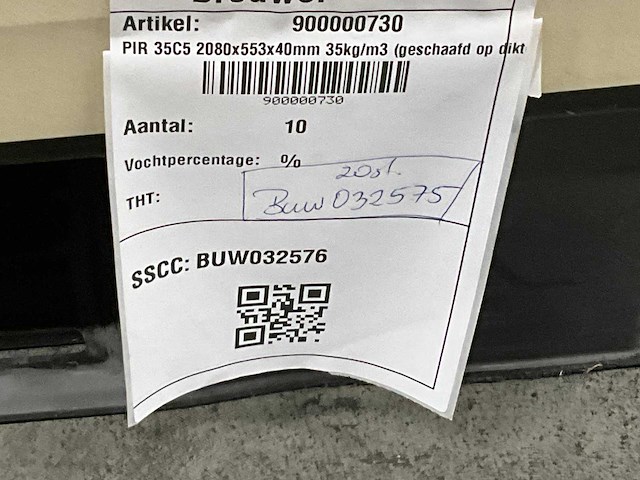 Artikel: 900000730
PIR 35C5 2080x553x40mm 35kg/m3 (geschaafd op dikt
900000730
Aantal: 10
Vochtpercentage: %
20st.
THT: Buw032575
SSCC: BUW032576